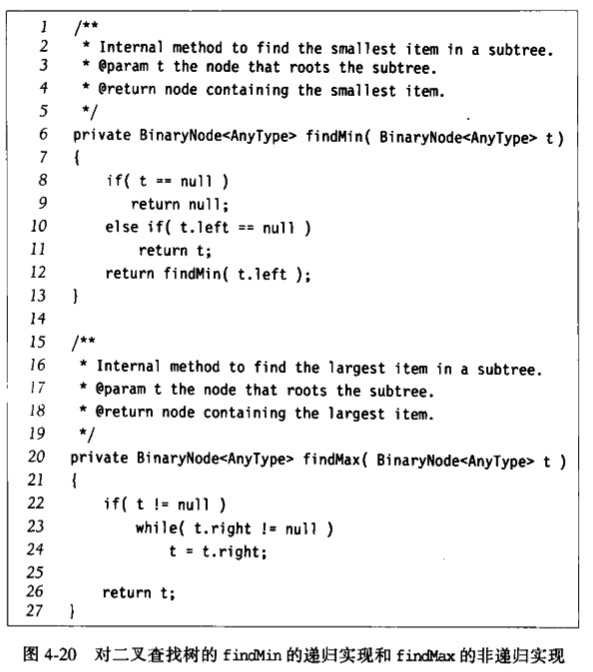 1 /**
2 * Internal method to find the smallest item in a subtree.
3 * @param t the node that roots the subtree.
4 * @return node containing the smallest item.
5 */
6 private BinaryNode<AnyType> findMin( BinaryNode<AnyType> t )
7 {
8 if( t == null )
9 return null;
10 else if( t.left == null )
11 return t;
12 return findMin( t.left );
13 }
14
15 /**
16 * Internal method to find the largest item in a subtree.
17 * @param t the node that roots the subtree.
18 * @return node containing the largest item.
19 */
20 private BinaryNode<AnyType> findMax( BinaryNode<AnyType> t )
21 {
22 if( t != null )
23 while( t.right != null )
24 t = t.right;
25
26 return t;
27 }
图 4-20 对二叉查找树的 findMin 的递归实现和 findMax 的非递归实现